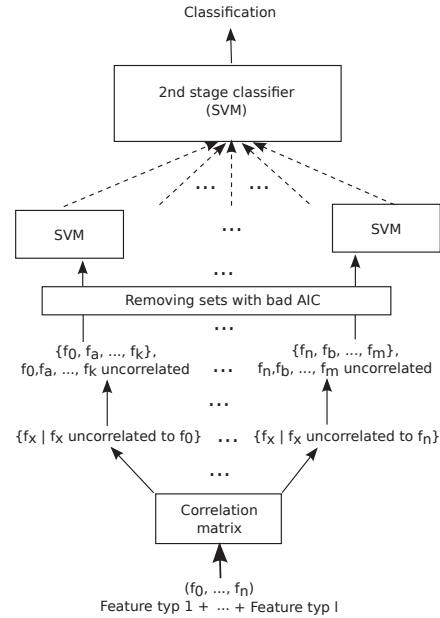 Classification
2nd stage classifier
(SVM)
... ...
SVM ... SVM
...
Removing sets with bad AIC
...
{f0, fa, ..., fk}, {fn, fb, ..., fm},
f0,fa, ..., fk uncorrelated ... fn,fb, ..., fm uncorrelated
...
{fx | fx uncorrelated to f0} ... {fx | fx uncorrelated to fn}
...
Correlation
matrix
(f0, ..., fn)
Feature typ 1 + ... + Feature typ l